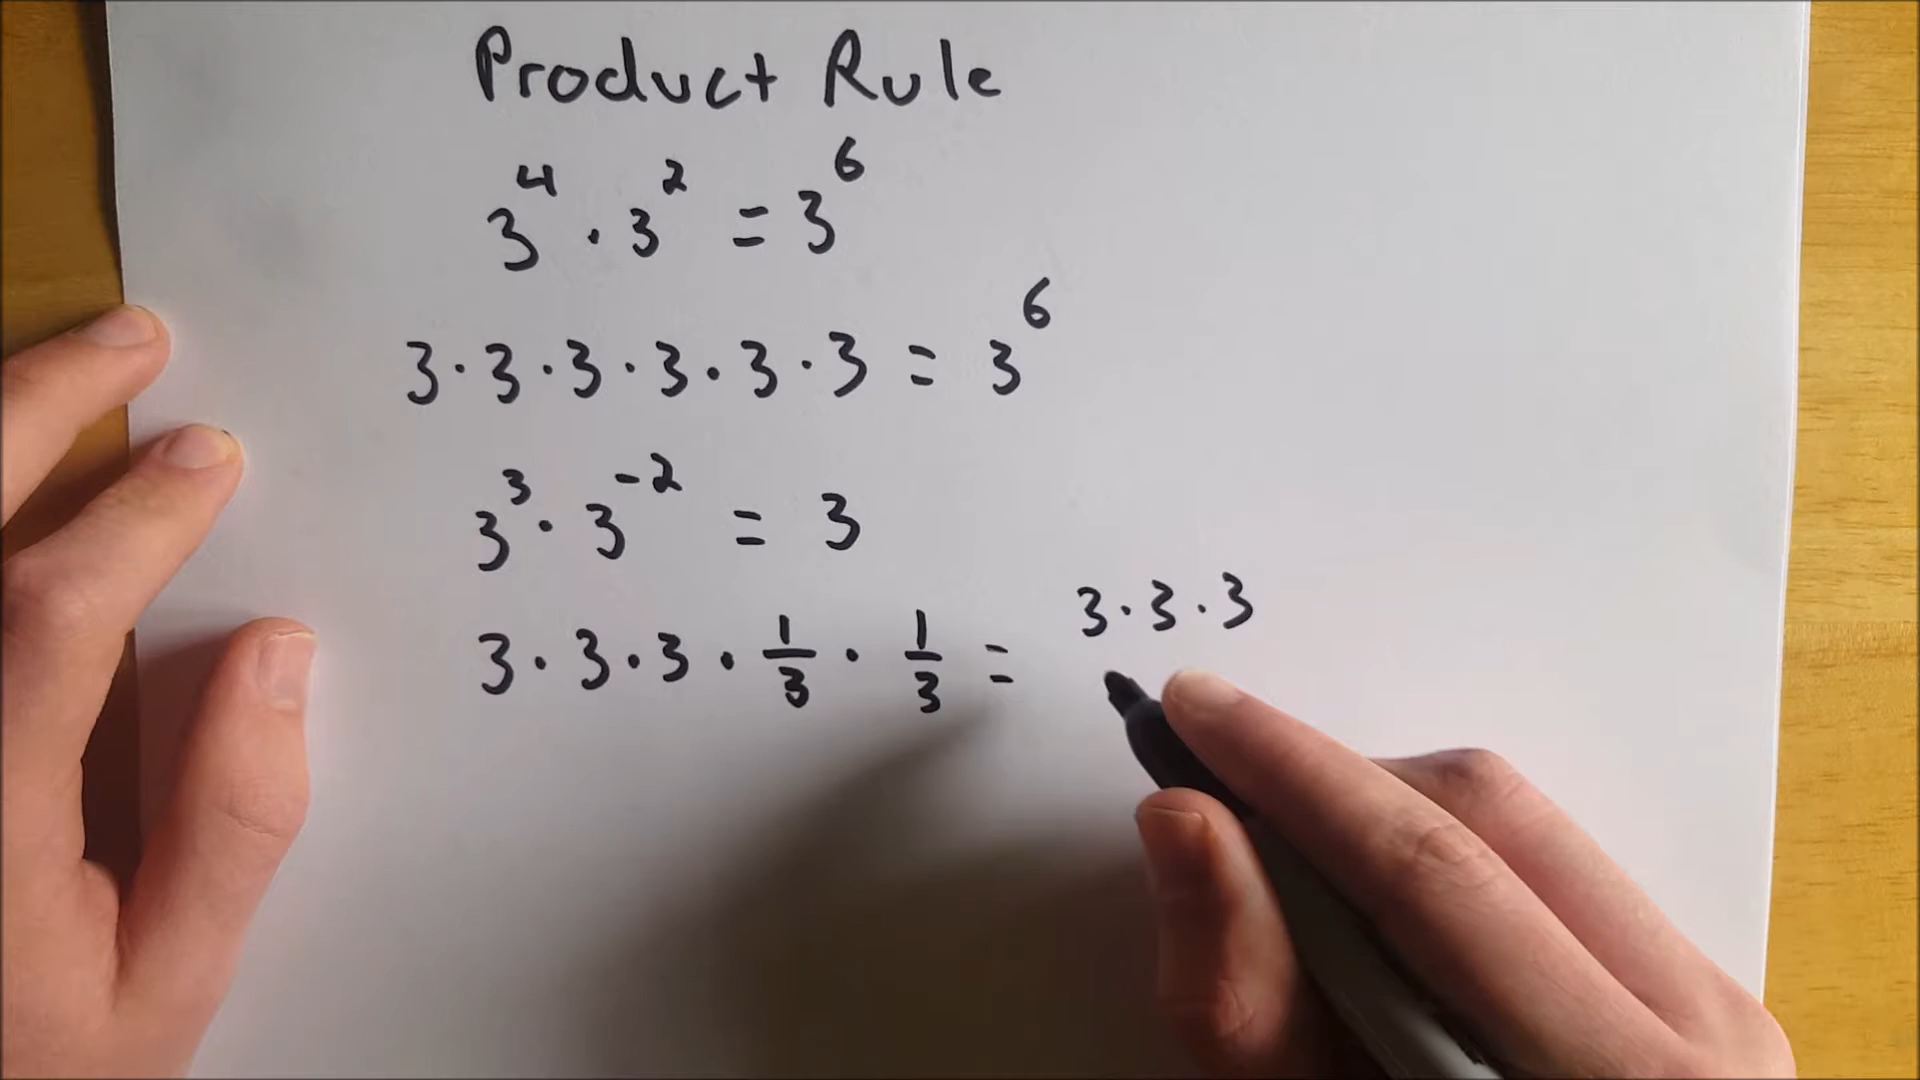 Product Rule
3⁴ · 3² = 3⁶
3 · 3 · 3 · 3 · 3 · 3 = 3⁶
3³ · 3⁻² = 3
3 · 3 · 3 · 1/3 · 1/3 = 3 · 3 · 3